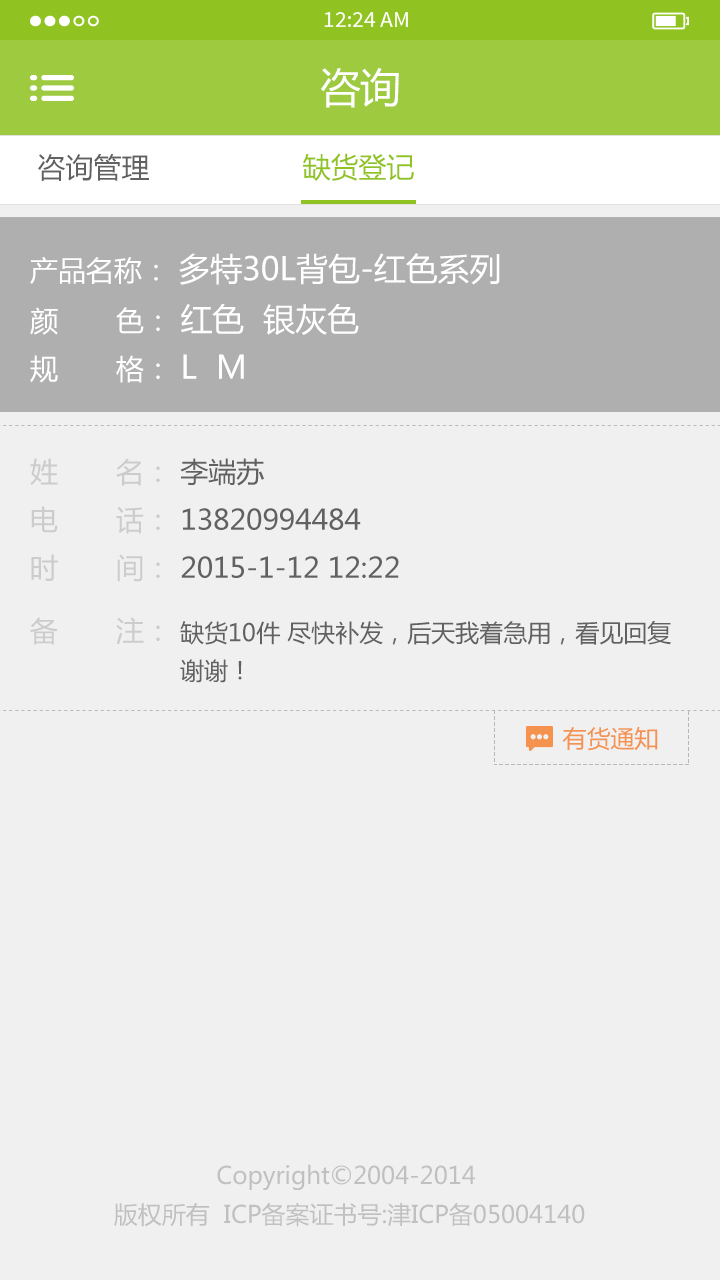 12:24 AM
咨询
咨询管理 缺货登记
产品名称： 多特30L背包-红色系列
颜 色： 红色 银灰色
规 格： L M
姓 名： 李端苏
电 话： 13820994484
时 间： 2015-1-12 12:22
备 注： 缺货10件 尽快补发，后天我着急用，看见回复
谢谢！
有货通知
Copyright©2004-2014
版权所有 ICP备案证书号:津ICP备05004140